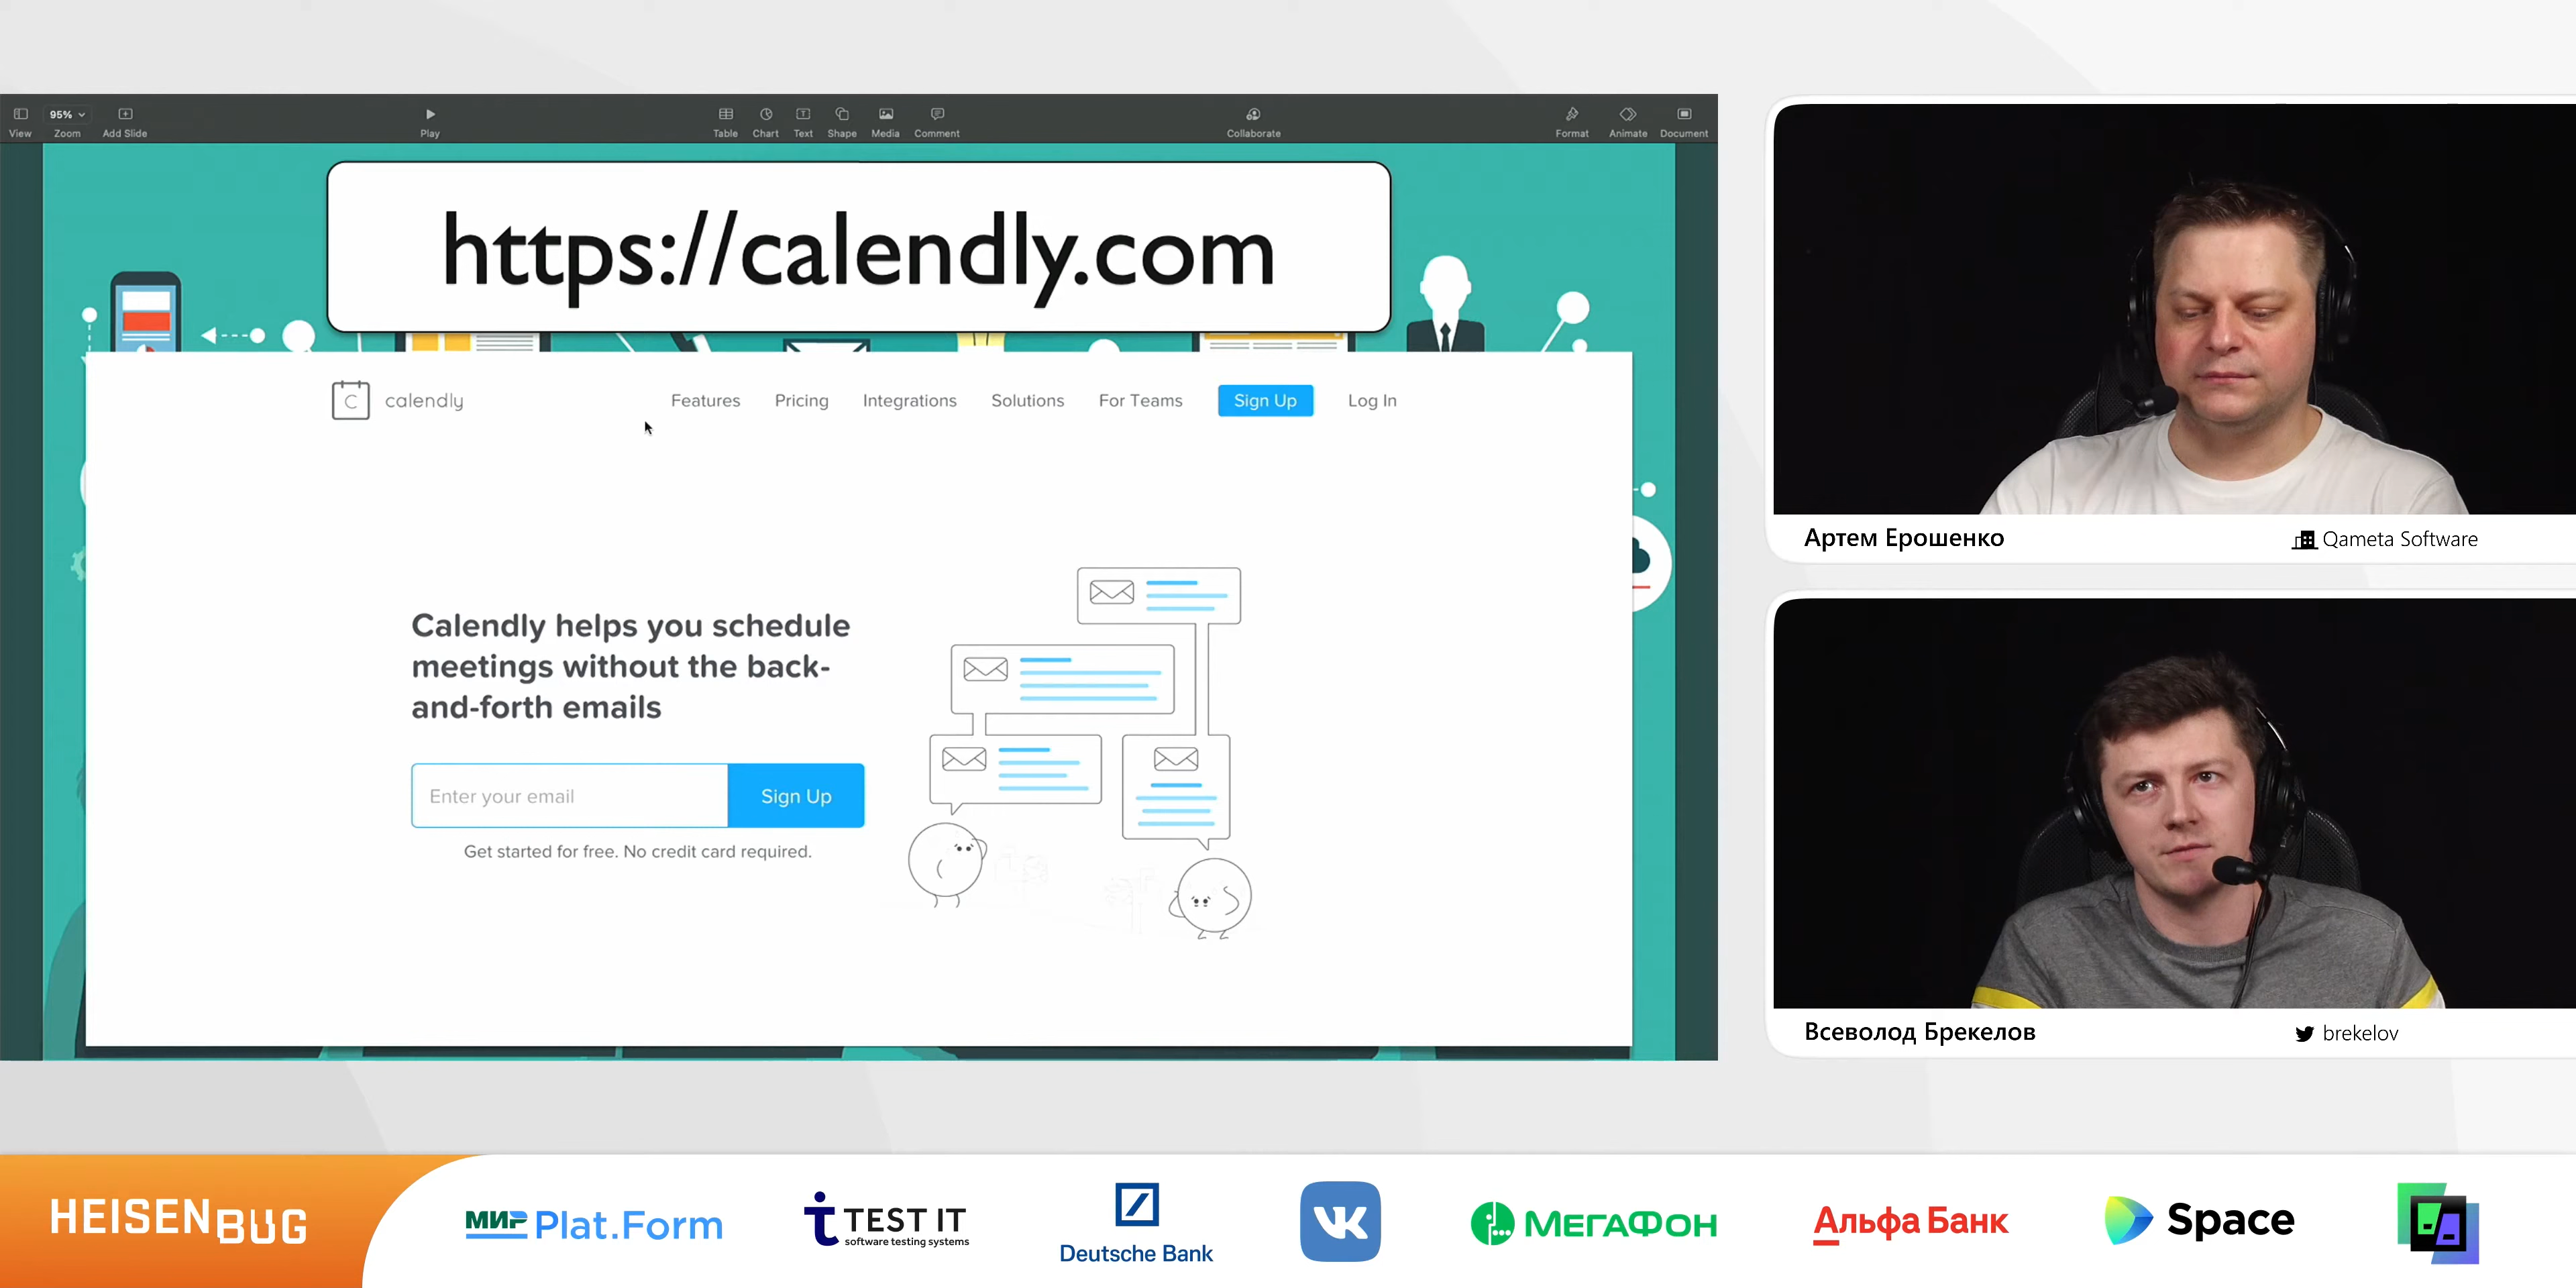 View
95%
Zoom
Add Slide
Play
Table
Chart
Text
Shape
Media
Comment
Collaborate
Format
Animate
Document
https://calendly.com
C
calendly
Features
Pricing
Integrations
Solutions
For Teams
Sign Up
Log In
Calendly helps you schedule
meetings without the back-
and-forth emails
Enter your email
Sign Up
Get started for free. No credit card required.
Артем Ерошенко
Qameta Software
Всеволод Брекелов
brekelov
HEISENBUG
МИР Plat.Form
TEST IT
software testing systems
Deutsche Bank
VK
МЕГАФОН
Альфа Банк
Space